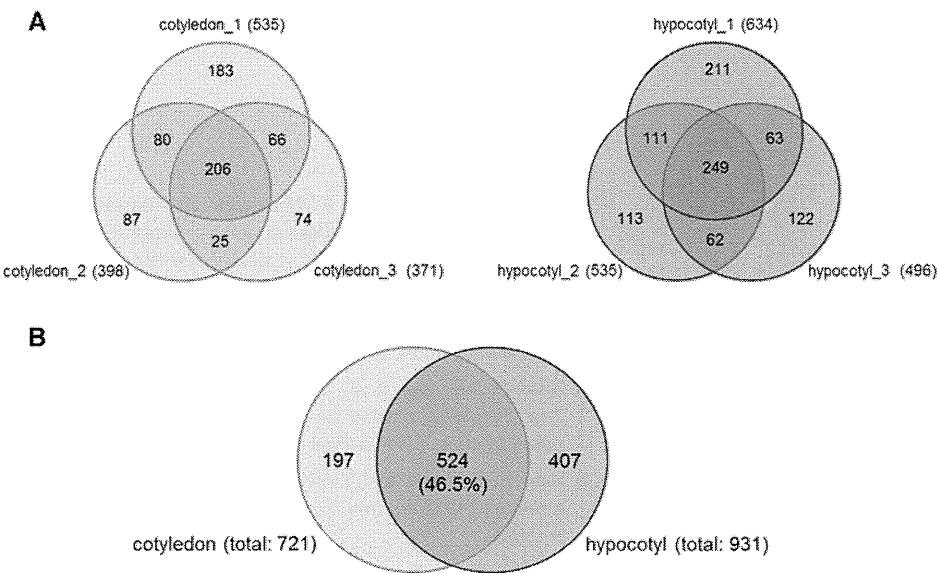 A
cotyledon_1 (535)
183
80
66
206
87
74
25
cotyledon_2 (398)
cotyledon_3 (371)
hypocotyl_1 (634)
211
111
63
249
113
122
62
hypocotyl_2 (535)
hypocotyl_3 (496)
B
197
524
(46.5%)
407
cotyledon (total: 721)
hypocotyl (total: 931)